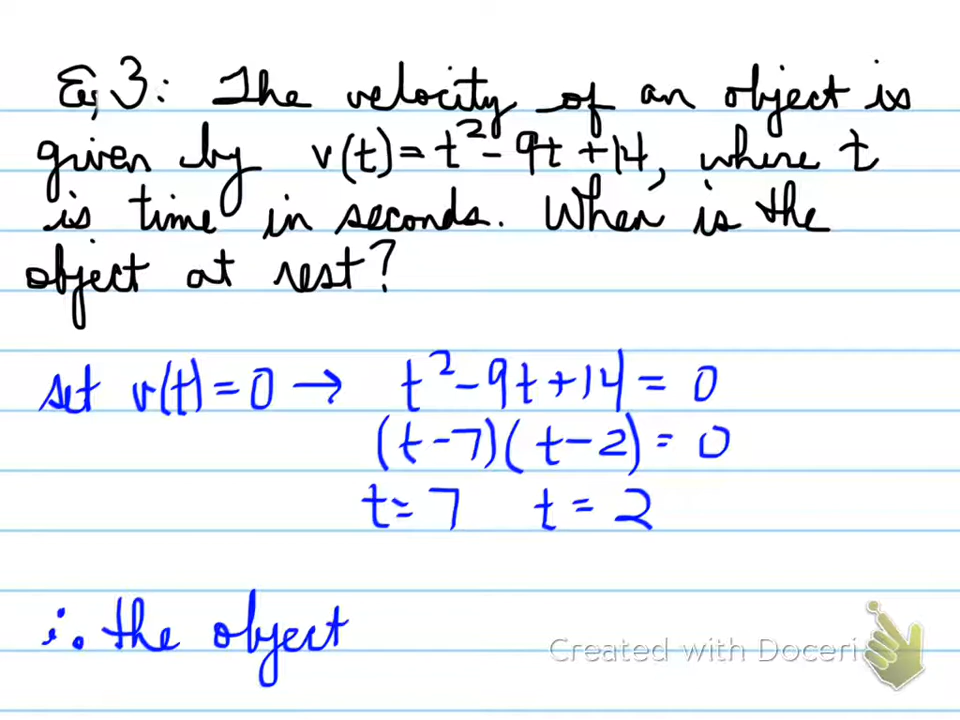 Eg 3: The velocity of an object is
given by v(t) = t² - 9t + 14, where t
is time in seconds. When is the
object at rest?
set v(t) = 0 → t² - 9t + 14 = 0
(t - 7)(t - 2) = 0
t = 7 t = 2
∴ the object
Created with Doceri